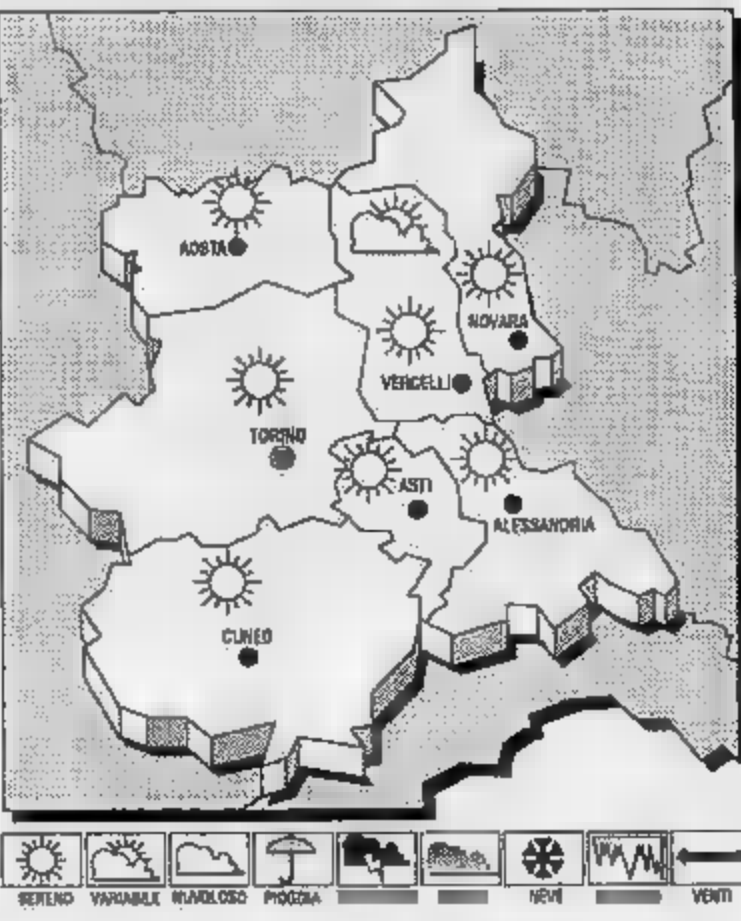 AOSTA
NOVARA
VERCELLI
TORINO
ASTI
ALESSANDRIA
CUNEO
SERENO VARIABILE NUVOLOSO PIOGGIA NEVE VENTI